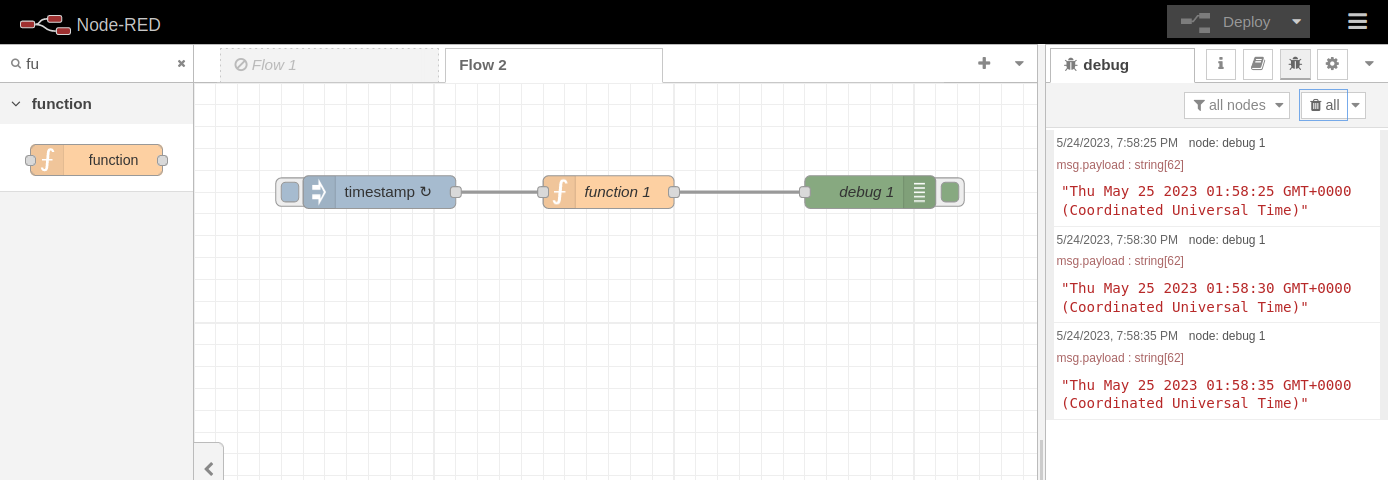 Node-RED
Deploy
fu
function
function
Flow 1
Flow 2
timestamp ↻
function 1
debug 1
debug
i
all nodes
all
5/24/2023, 7:58:25 PM node: debug 1
msg.payload : string[62]
"Thu May 25 2023 01:58:25 GMT+0000
(Coordinated Universal Time)"
5/24/2023, 7:58:30 PM node: debug 1
msg.payload : string[62]
"Thu May 25 2023 01:58:30 GMT+0000
(Coordinated Universal Time)"
5/24/2023, 7:58:35 PM node: debug 1
msg.payload : string[62]
"Thu May 25 2023 01:58:35 GMT+0000
(Coordinated Universal Time)"